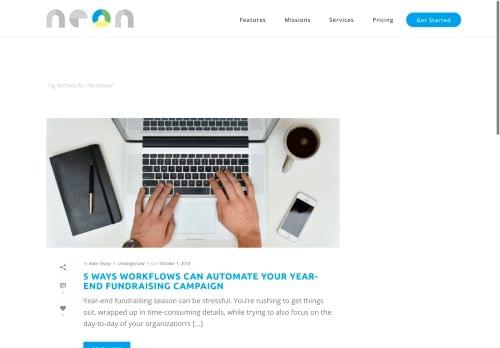 neon
Features Missions Services Pricing Get Started
Tag Archives for: "workflows"
by Katie Sharp in Uncategorized Posted October 1, 2018
5 WAYS WORKFLOWS CAN AUTOMATE YOUR YEAR-
END FUNDRAISING CAMPAIGN
Year-end fundraising season can be stressful. You're rushing to get things
out, wrapped up in time-consuming details, while trying to also focus on the
day-to-day of your organization's [...]